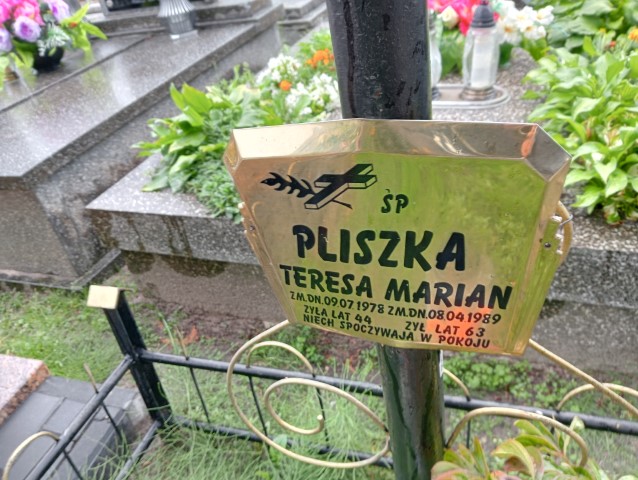 ŚP
PLISZKA
TERESA MARIAN
ZM.DN.09.07 1978 ZM.DN.08.04.1989
ŻYŁA LAT 44 ŻYŁ LAT 63
NIECH SPOCZYWAJĄ W POKOJU